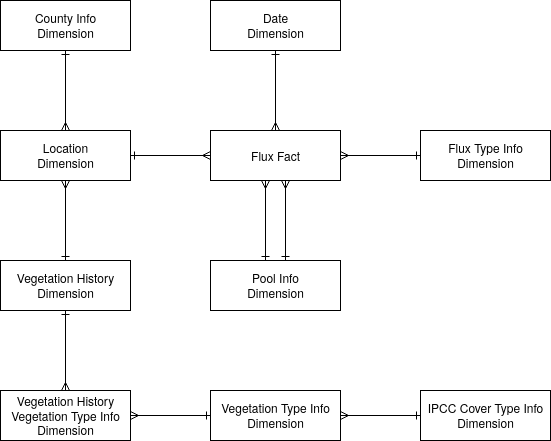 County Info
Dimension
Date
Dimension
Location
Dimension
Flux Fact
Flux Type Info
Dimension
Vegetation History
Dimension
Pool Info
Dimension
Vegetation History
Vegetation Type Info
Dimension
Vegetation Type Info
Dimension
IPCC Cover Type Info
Dimension